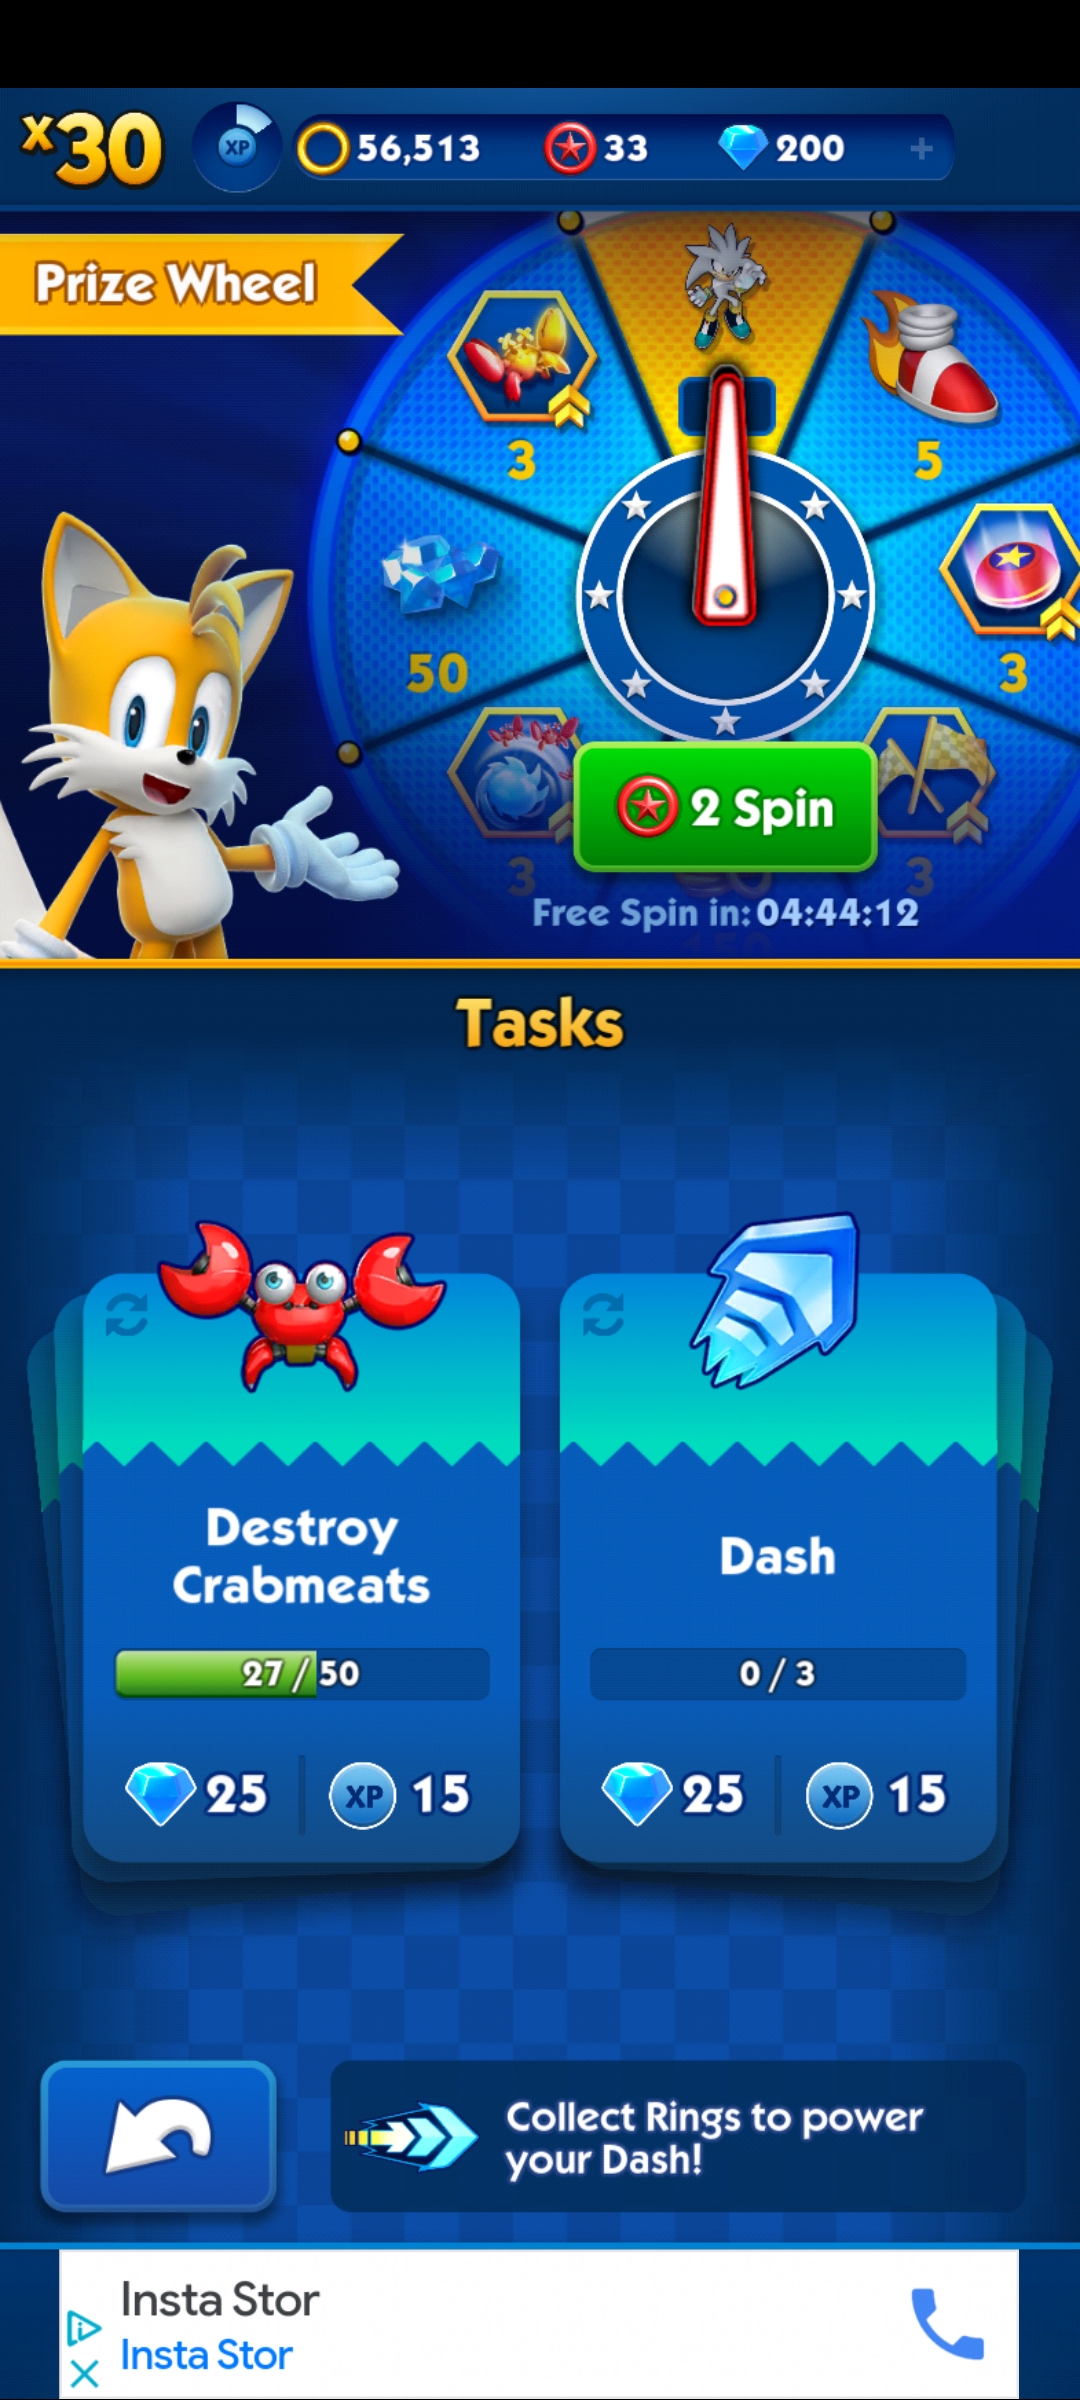 x30
XP
56,513
33
200
+
Prize Wheel
3
5
50
3
3
3
2 Spin
Free Spin in: 04:44:12
Tasks
Destroy
Crabmeats
27 / 50
25
XP 15
Dash
0 / 3
25
XP 15
Collect Rings to power
your Dash!
Insta Stor
Insta Stor